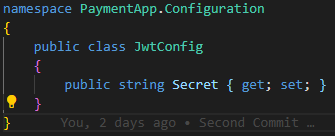 namespace PaymentApp.Configuration
{
    public class JwtConfig
    {
        public string Secret { get; set; }
    }
}    You, 2 days ago • Second Commit …